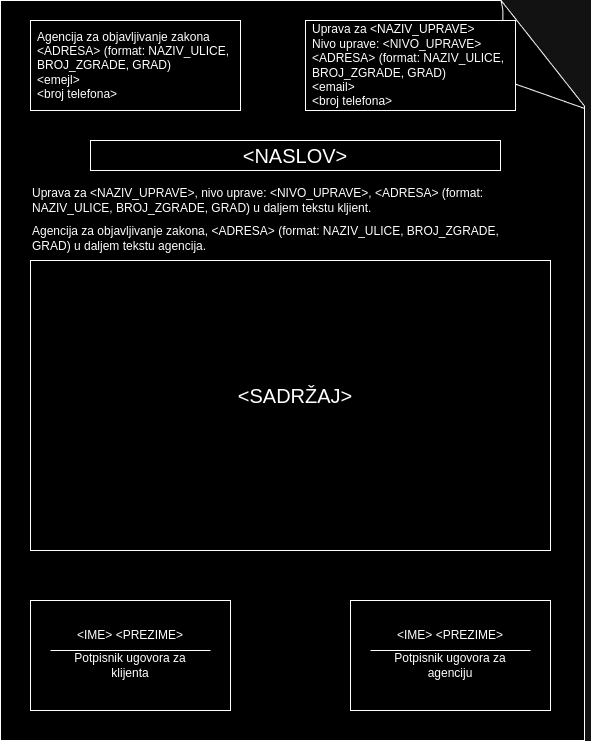 Agencija za objavljivanje zakona
<ADRESA> (format: NAZIV_ULICE,
BROJ_ZGRADE, GRAD)
<emejl>
<broj telefona>
Uprava za <NAZIV_UPRAVE>
Nivo uprave: <NIVO_UPRAVE>
<ADRESA> (format: NAZIV_ULICE,
BROJ_ZGRADE, GRAD)
<email>
<broj telefona>
<NASLOV>
Uprava za <NAZIV_UPRAVE>, nivo uprave: <NIVO_UPRAVE>, <ADRESA> (format:
NAZIV_ULICE, BROJ_ZGRADE, GRAD) u daljem tekstu kljient.
Agencija za objavljivanje zakona, <ADRESA> (format: NAZIV_ULICE, BROJ_ZGRADE,
GRAD) u daljem tekstu agencija.
<SADRŽAJ>
<IME> <PREZIME>
Potpisnik ugovora za
klijenta
<IME> <PREZIME>
Potpisnik ugovora za
agenciju